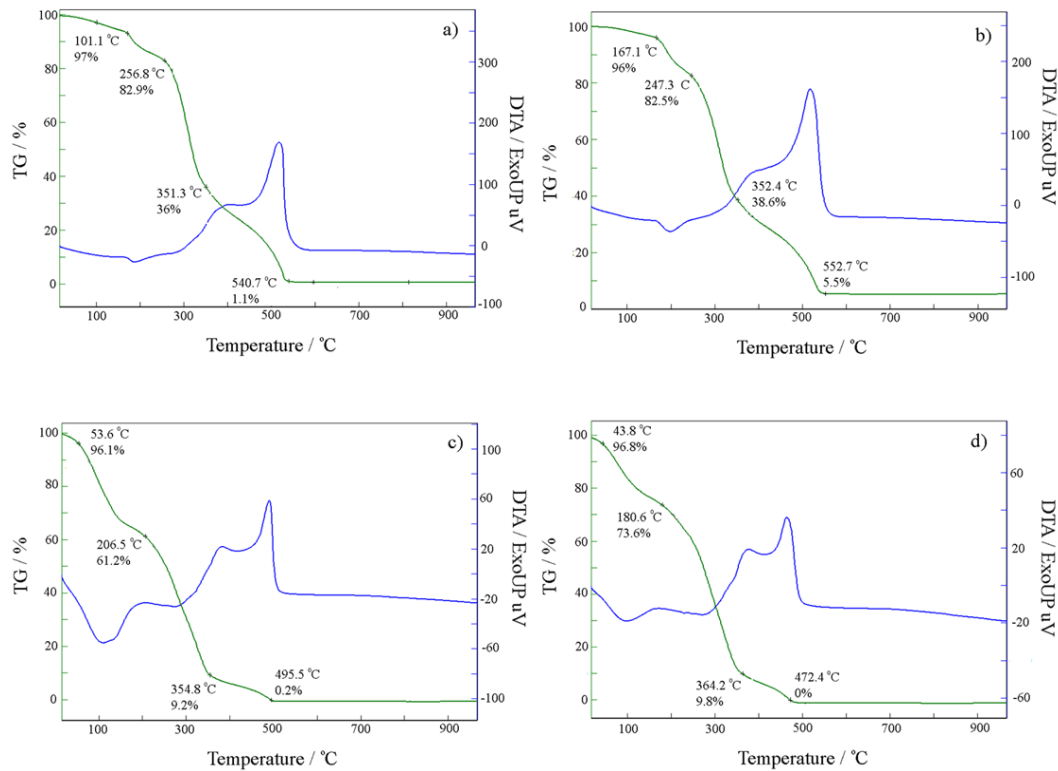 a)
100
80
60
40
20
0
TG / %
101.1 °C
97%
256.8 °C
82.9%
351.3 °C
36%
540.7 °C
1.1%
300
200
100
0
-100
DTA / ExoUP uV
100
300
500
700
900
Temperature / °C
b)
100
80
60
40
20
0
TG / %
167.1 °C
96%
247.3 C
82.5%
352.4 °C
38.6%
552.7 °C
5.5%
200
100
0
-100
DTA / ExoUP uV
100
300
500
700
900
Temperature / °C
c)
100
80
60
40
20
0
TG / %
53.6 °C
96.1%
206.5 °C
61.2%
354.8 °C
9.2%
495.5 °C
0.2%
100
60
20
-20
-60
-100
DTA / ExoUP uV
100
300
500
700
900
Temperature / °C
d)
100
80
60
40
20
0
TG / %
43.8 °C
96.8%
180.6 °C
73.6%
364.2 °C
9.8%
472.4 °C
0%
60
20
-20
-60
DTA / ExoUP uV
100
300
500
700
900
Temperature / °C